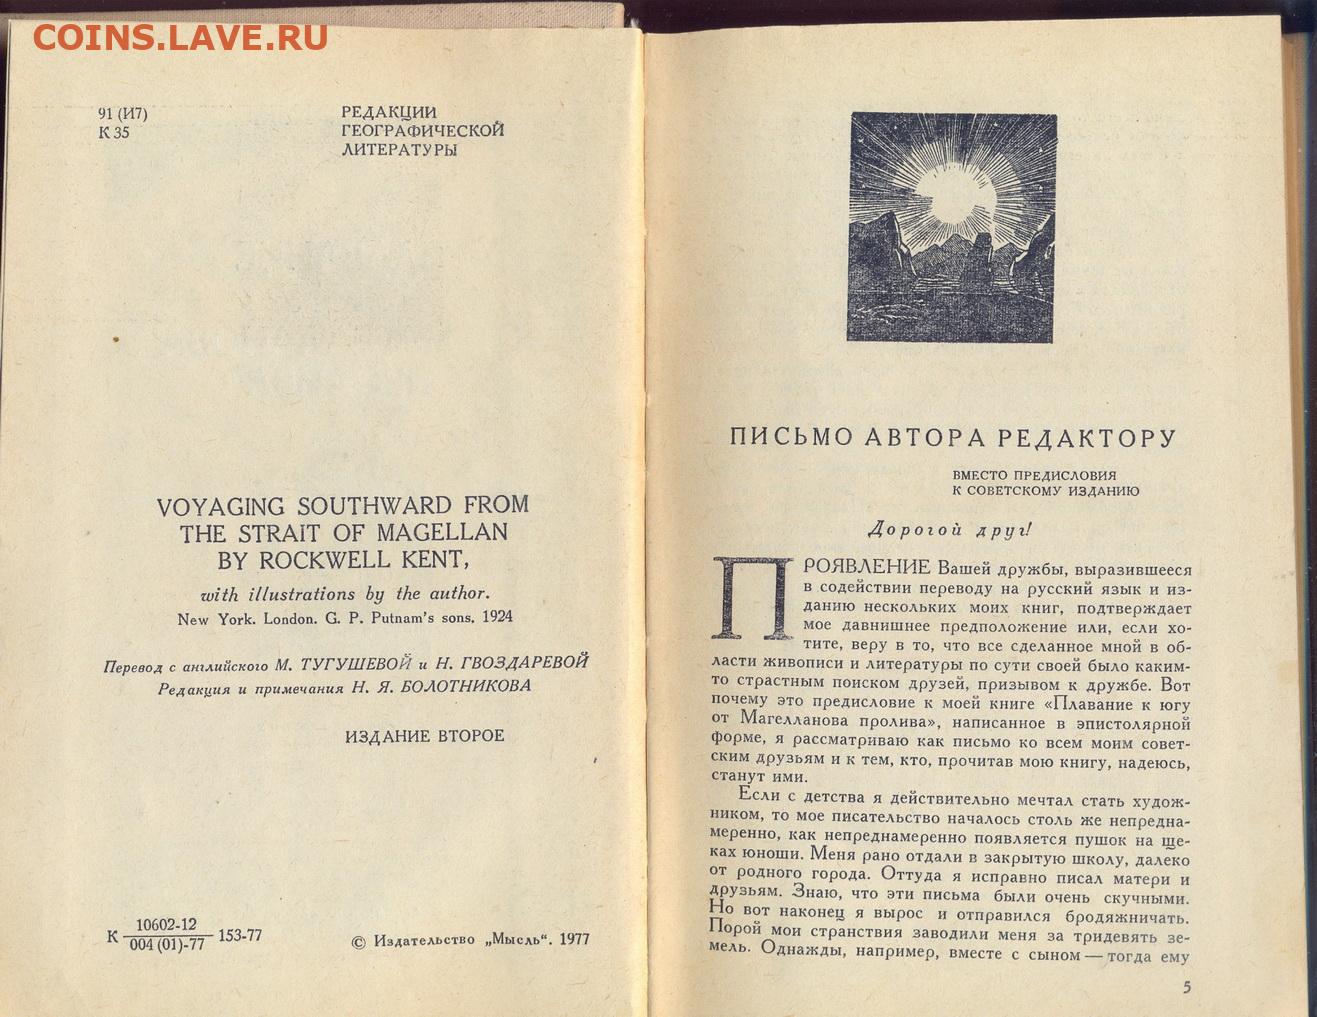 COINS.LAVE.RU
91 (И7)
К 35
РЕДАКЦИИ
ГЕОГРАФИЧЕСКОЙ
ЛИТЕРАТУРЫ
VOYAGING SOUTHWARD FROM
THE STRAIT OF MAGELLAN
BY ROCKWELL KENT,
with illustrations by the author.
New York. London. G. P. Putnam's sons. 1924
Перевод с английского М. ТУГУШЕВОЙ и Н. ГВОЗДАРЕВОЙ
Редакция и примечания Н. Я. БОЛОТНИКОВА
ИЗДАНИЕ ВТОРОЕ
К 10602-12
004 (01)-77 153-77
© Издательство „Мысль“. 1977
ПИСЬМО АВТОРА РЕДАКТОРУ
ВМЕСТО ПРЕДИСЛОВИЯ
К СОВЕТСКОМУ ИЗДАНИЮ
Дорогой друг!
ПРОЯВЛЕНИЕ Вашей дружбы, выразившееся
в содействии переводу на русский язык и из-
данию нескольких моих книг, подтверждает
мое давнишнее предположение или, если хо-
тите, веру в то, что все сделанное мной в об-
ласти живописи и литературы по сути своей было каким-
то страстным поиском друзей, призывом к дружбе. Вот
почему это предисловие к моей книге «Плавание к югу
от Магелланова пролива», написанное в эпистолярной
форме, я рассматриваю как письмо ко всем моим совет-
ским друзьям и к тем, кто, прочитав мою книгу, надеюсь,
станут ими.
Если с детства я действительно мечтал стать худож-
ником, то мое писательство началось столь же непредна-
меренно, как непреднамеренно появляется пушок на ще-
ках юноши. Меня рано отдали в закрытую школу, далеко
от родного города. Оттуда я исправно писал матери и
друзьям. Знаю, что эти письма были очень скучными.
Но вот наконец я вырос и отправился бродяжничать.
Порой мои странствия заводили меня за тридевять зе-
мель. Однажды, например, вместе с сыном — тогда ему
5